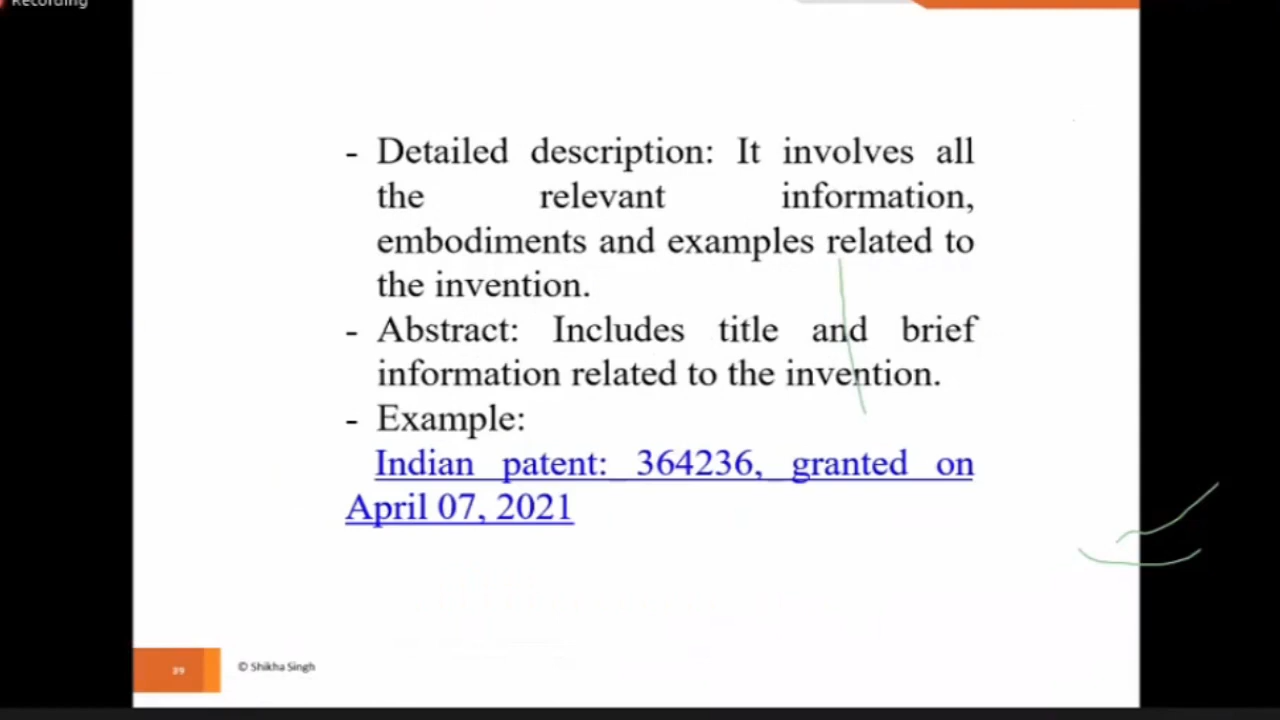 Recording
- Detailed description: It involves all
the relevant information,
embodiments and examples related to
the invention.
- Abstract: Includes title and brief
information related to the invention.
- Example:
Indian patent: 364236, granted on
April 07, 2021
39
© Shikha Singh